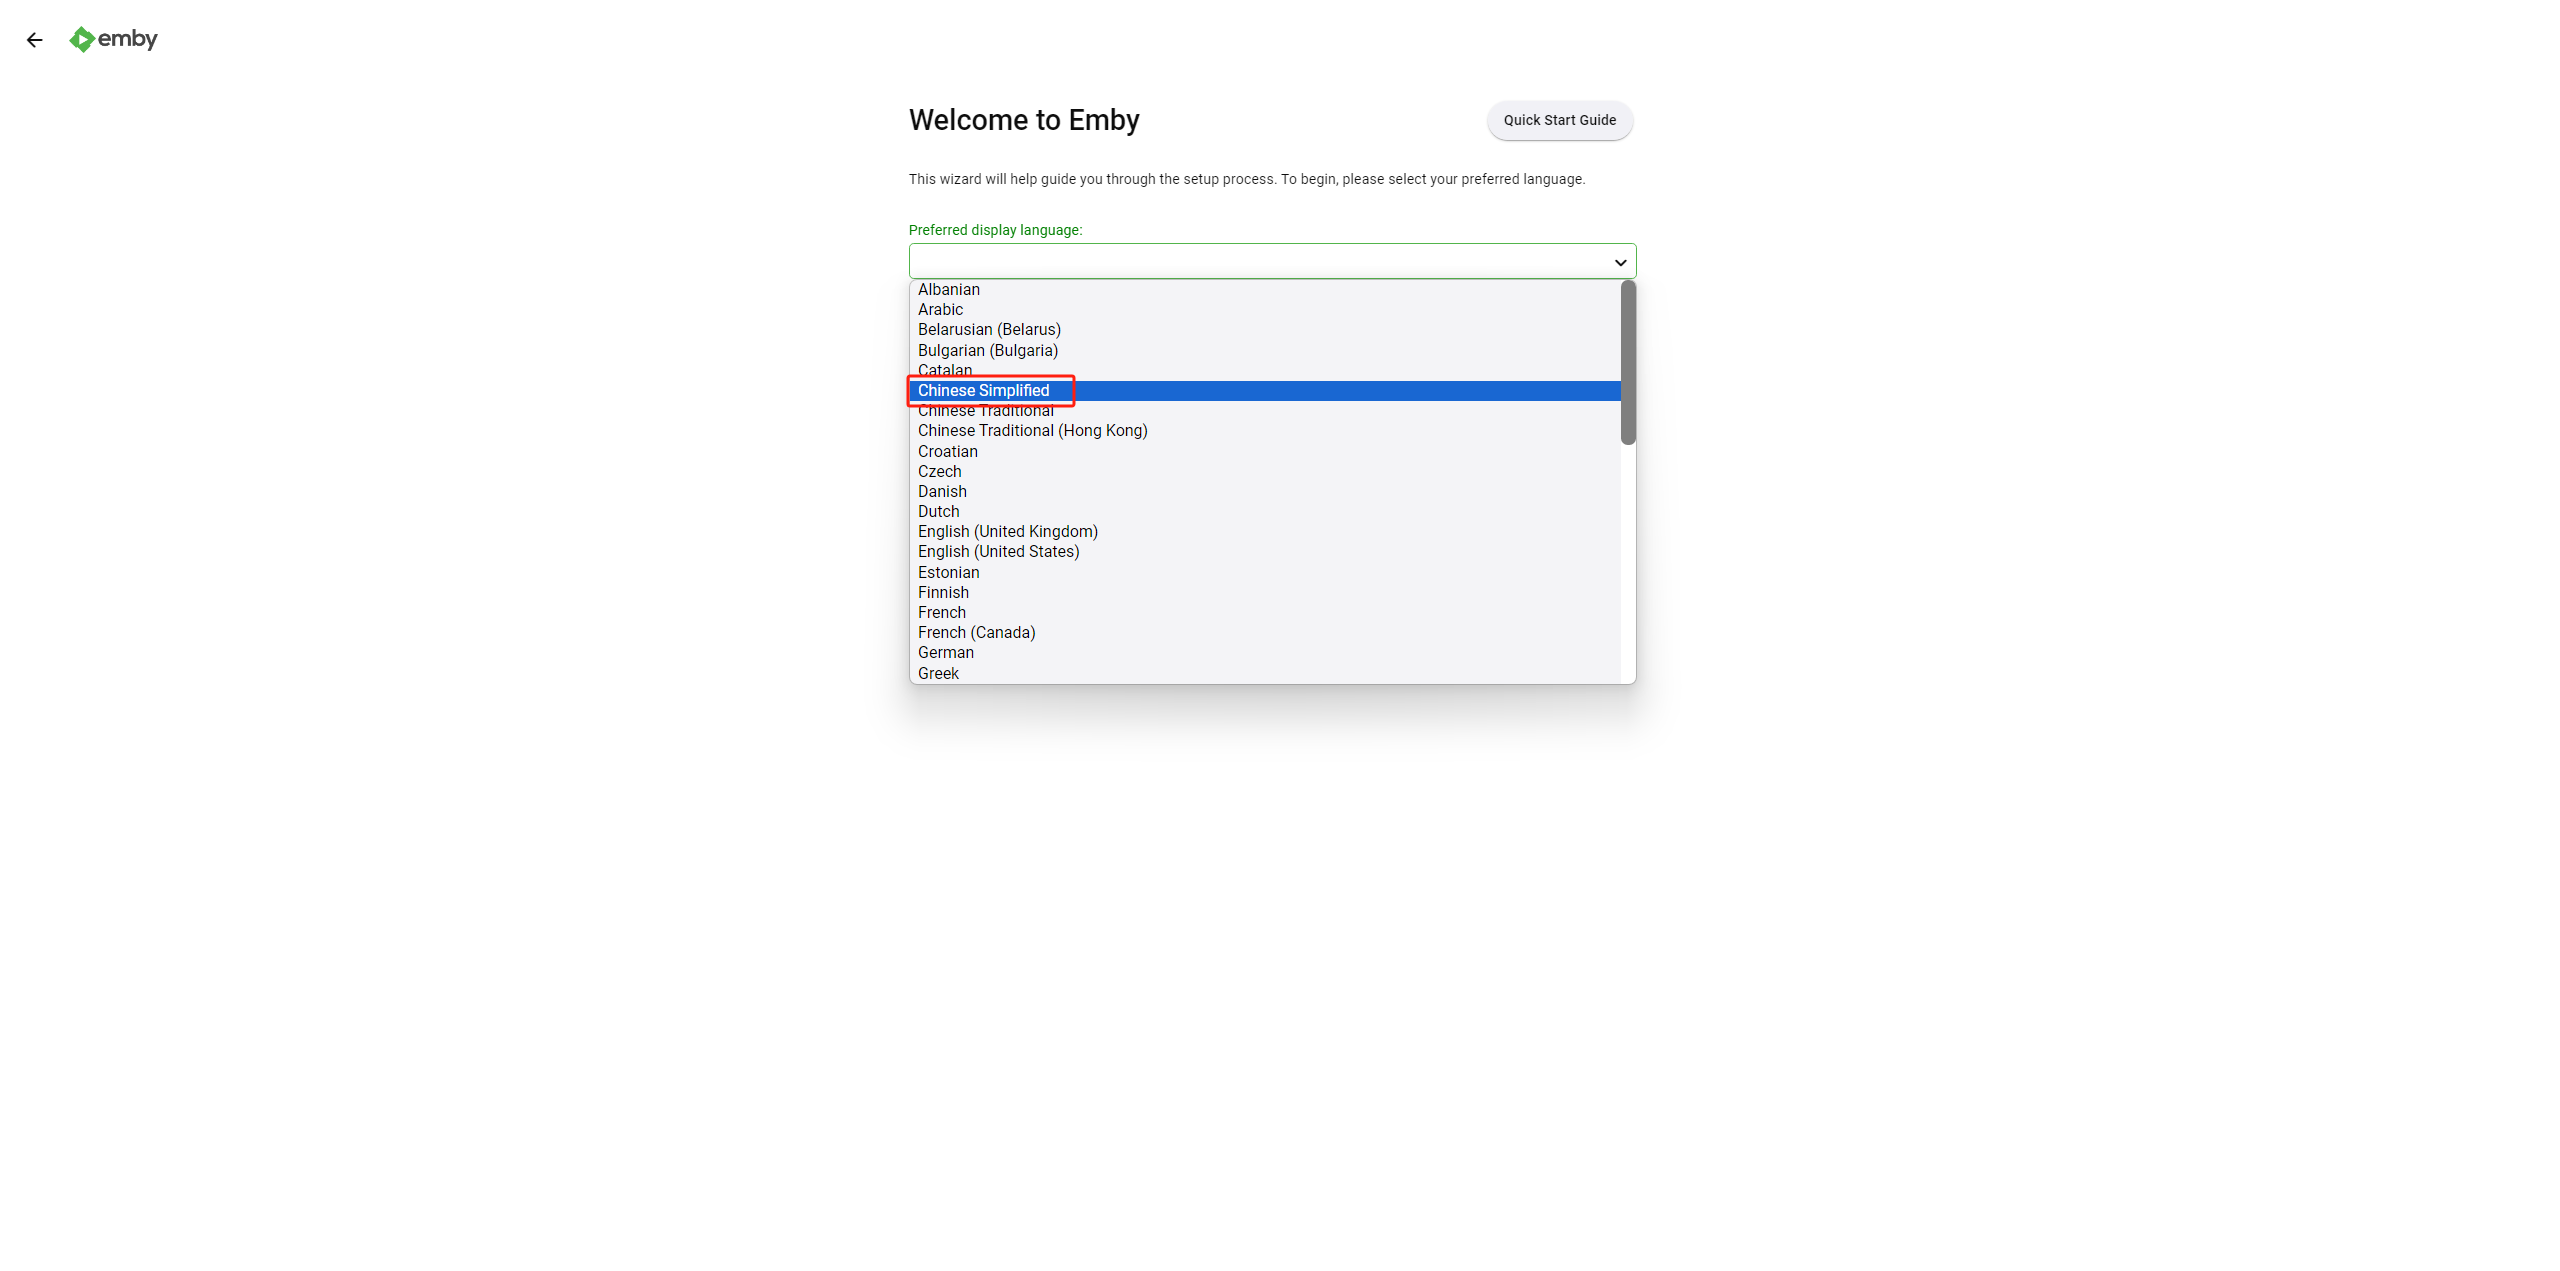 emby
Welcome to Emby
Quick Start Guide
This wizard will help guide you through the setup process. To begin, please select your preferred language.
Preferred display language:
Albanian
Arabic
Belarusian (Belarus)
Bulgarian (Bulgaria)
Catalan
Chinese Simplified
Chinese Traditional
Chinese Traditional (Hong Kong)
Croatian
Czech
Danish
Dutch
English (United Kingdom)
English (United States)
Estonian
Finnish
French
French (Canada)
German
Greek